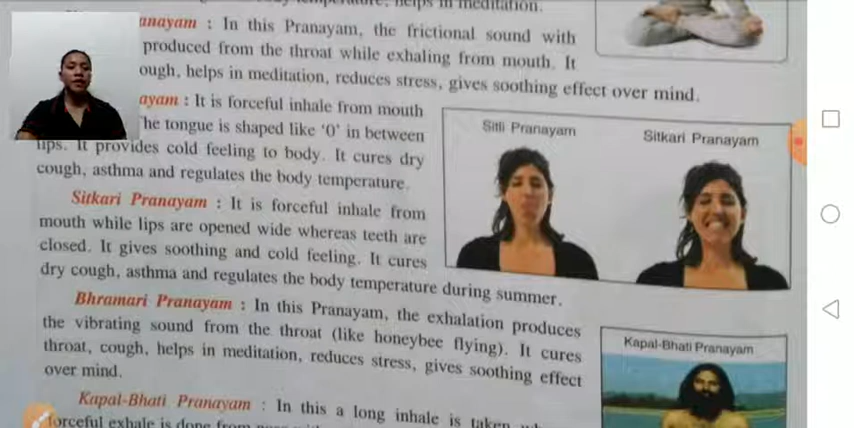 helps in meditation.
anayam : In this Pranayam, the frictional sound with
produced from the throat while exhaling from mouth. It
ough, helps in meditation, reduces stress, gives soothing effect over mind.
ayam : It is forceful inhale from mouth
he tongue is shaped like '0' in between
lips. It provides cold feeling to body. It cures dry
cough, asthma and regulates the body temperature.
Sitli Pranayam
Sitkari Pranayam
Sitkari Pranayam : It is forceful inhale from
mouth while lips are opened wide whereas teeth are
closed. It gives soothing and cold feeling. It cures
dry cough, asthma and regulates the body temperature during summer.
Bhramari Pranayam : In this Pranayam, the exhalation produces
the vibrating sound from the throat (like honeybee flying). It cures
throat, cough, helps in meditation, reduces stress, gives soothing effect
over mind.
Kapal-Bhati Pranayam
Kapal-Bhati Pranayam : In this a long inhale is taken
forceful exhale is done from